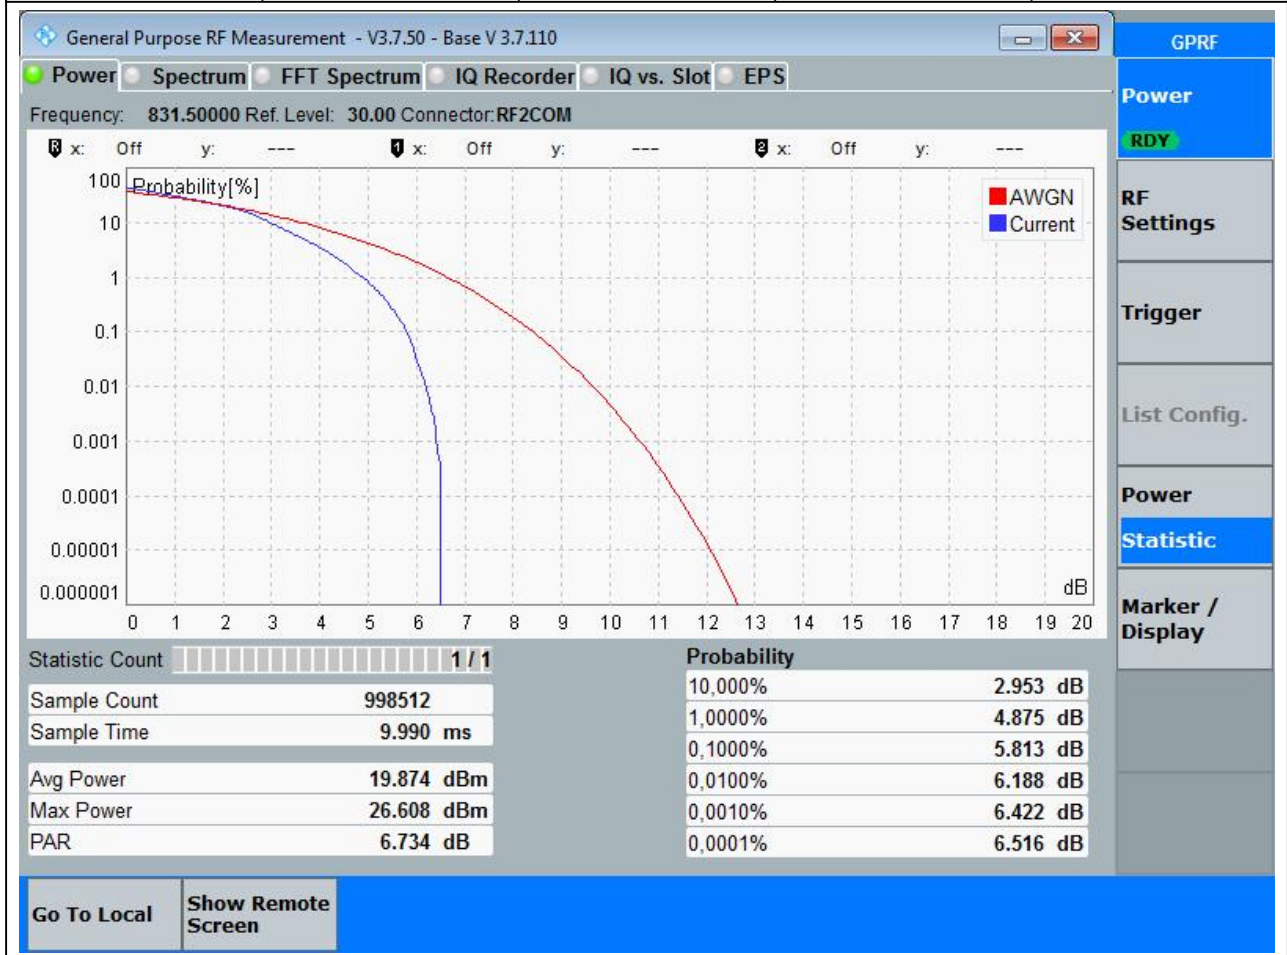 General Purpose RF Measurement - V3.7.50 - Base V 3.7.110
GPRF
Power Spectrum FFT Spectrum IQ Recorder IQ vs. Slot EPS
Frequency: 831.50000 Ref. Level: 30.00 Connector: RF2COM
R x: Off y: --- 1 x: Off y: --- 2 x: Off y: ---
Probability[%]
AWGN
Current
100
10
1
0.1
0.01
0.001
0.0001
0.00001
0.000001
dB
0 1 2 3 4 5 6 7 8 9 10 11 12 13 14 15 16 17 18 19 20
Statistic Count 1 / 1
Sample Count 998512
Sample Time 9.990 ms
Avg Power 19.874 dBm
Max Power 26.608 dBm
PAR 6.734 dB
Probability
10,000% 2.953 dB
1,0000% 4.875 dB
0,1000% 5.813 dB
0,0100% 6.188 dB
0,0010% 6.422 dB
0,0001% 6.516 dB
Power
RDY
RF
Settings
Trigger
List Config.
Power
Statistic
Marker /
Display
Go To Local
Show Remote
Screen